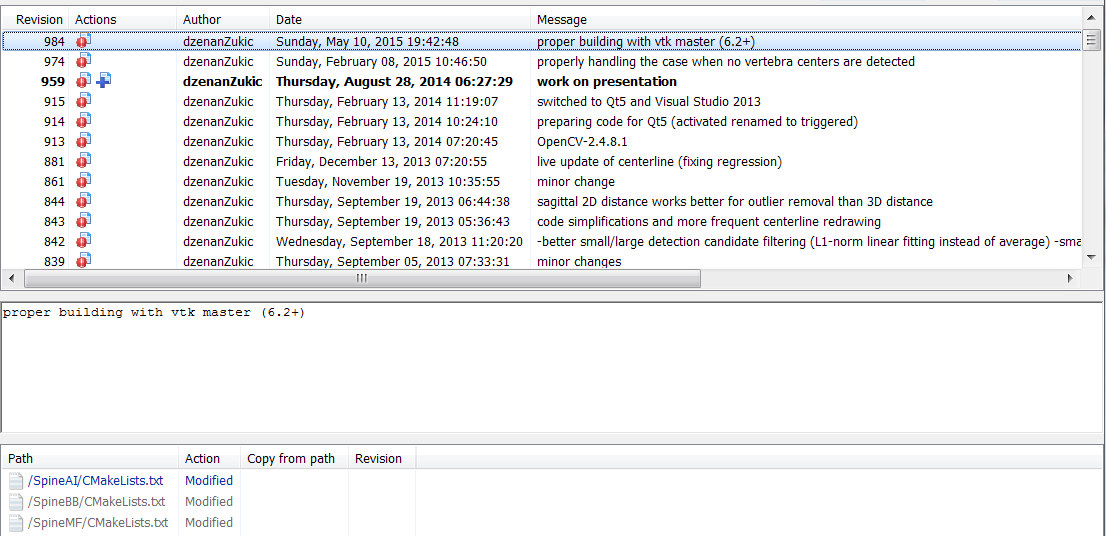 Revision Actions Author Date Message
984 dzenanZukic Sunday, May 10, 2015 19:42:48 proper building with vtk master (6.2+)
974 dzenanZukic Sunday, February 08, 2015 10:46:50 properly handling the case when no vertebra centers are detected
959 dzenanZukic Thursday, August 28, 2014 06:27:29 work on presentation
915 dzenanZukic Thursday, February 13, 2014 11:19:07 switched to Qt5 and Visual Studio 2013
914 dzenanZukic Thursday, February 13, 2014 10:24:10 preparing code for Qt5 (activated renamed to triggered)
913 dzenanZukic Thursday, February 13, 2014 07:20:45 OpenCV-2.4.8.1
881 dzenanZukic Friday, December 13, 2013 07:20:55 live update of centerline (fixing regression)
861 dzenanZukic Tuesday, November 19, 2013 10:35:55 minor change
844 dzenanZukic Thursday, September 19, 2013 06:44:38 sagittal 2D distance works better for outlier removal than 3D distance
843 dzenanZukic Thursday, September 19, 2013 05:36:43 code simplifications and more frequent centerline redrawing
842 dzenanZukic Wednesday, September 18, 2013 11:20:20 -better small/large detection candidate filtering (L1-norm linear fitting instead of average) -sma
839 dzenanZukic Thursday, September 05, 2013 07:33:31 minor changes
proper building with vtk master (6.2+)
Path Action Copy from path Revision
/SpineAI/CMakeLists.txt Modified
/SpineBB/CMakeLists.txt Modified
/SpineMF/CMakeLists.txt Modified